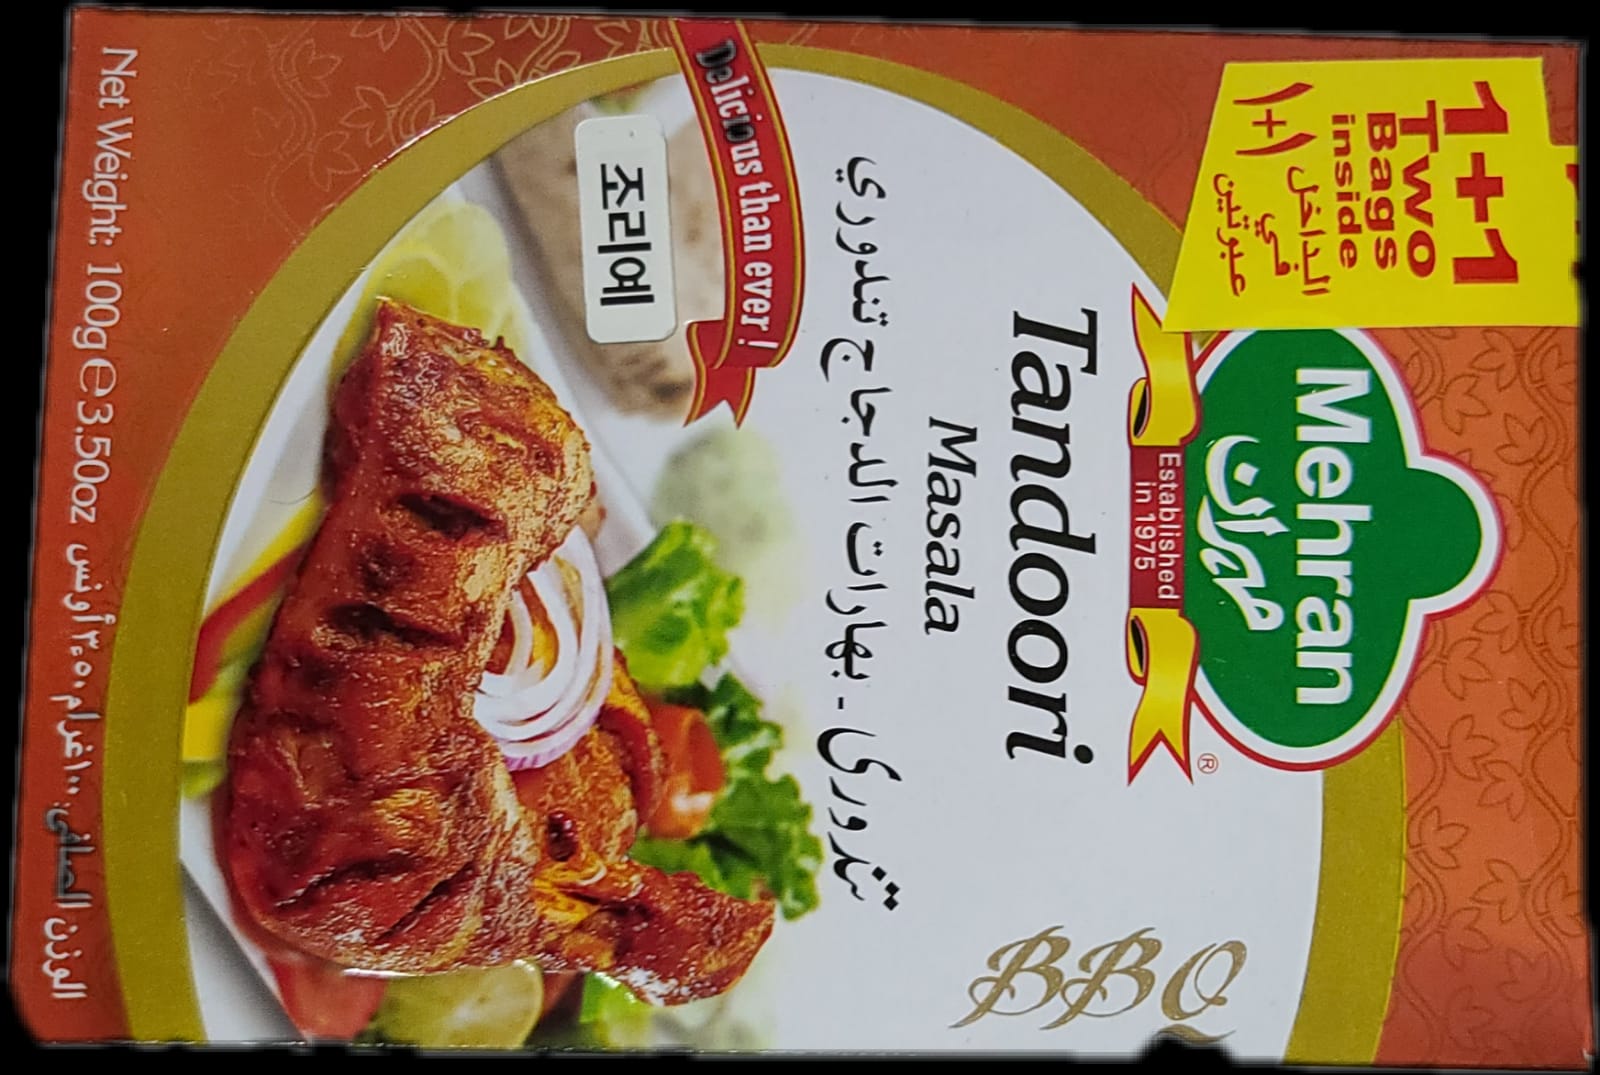 1+1
Two
Bags
inside
١+١
عبوتين
في
الداخل
Mehran
مهران
®
Established
in 1975
Tandoori
Masala
BBQ
تندوری - بهارات الدجاج تندوري
Delicious than ever!
조리예
Net Weight: 100g ℮ 3.50oz الوزن الصافي: ١٠٠ غرام ٣.٥٠ أونس